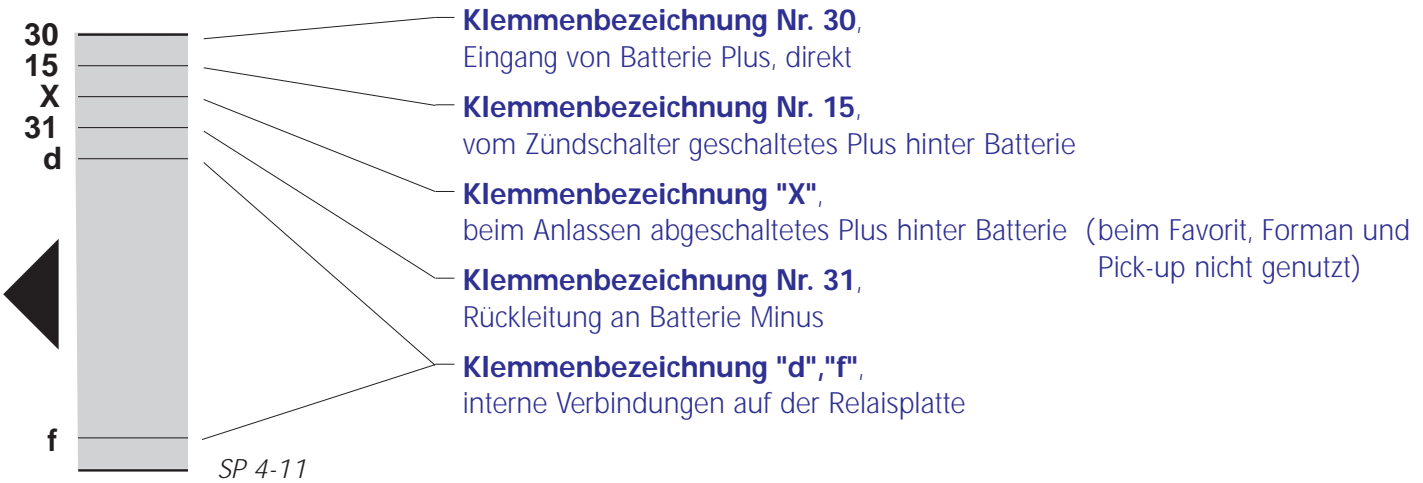 30
15
X
31
d
f
SP 4-11
Klemmenbezeichnung Nr. 30,
Eingang von Batterie Plus, direkt
Klemmenbezeichnung Nr. 15,
vom Zündschalter geschaltetes Plus hinter Batterie
Klemmenbezeichnung "X",
beim Anlassen abgeschaltetes Plus hinter Batterie (beim Favorit, Forman und
Pick-up nicht genutzt)
Klemmenbezeichnung Nr. 31,
Rückleitung an Batterie Minus
Klemmenbezeichnung "d","f",
interne Verbindungen auf der Relaisplatte